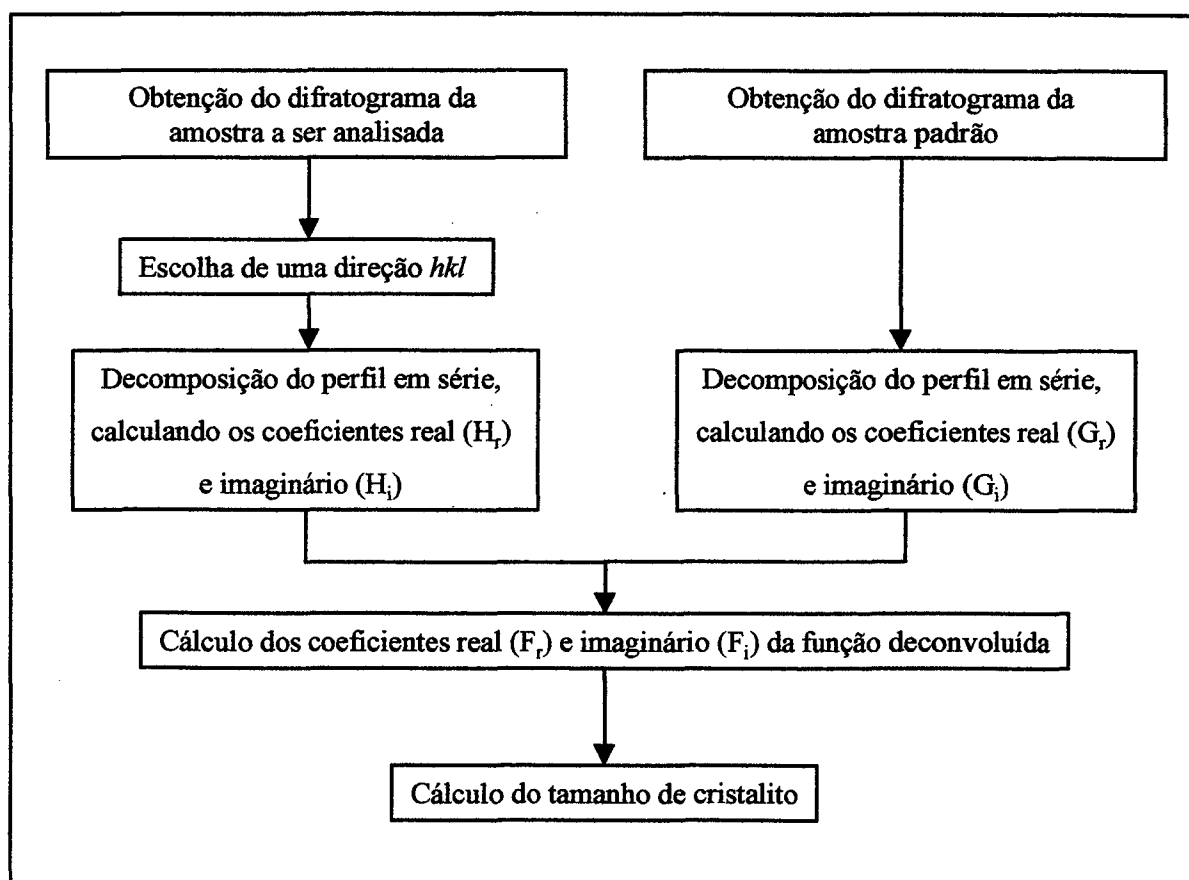 Obtenção do difratograma da
amostra a ser analisada
Obtenção do difratograma da
amostra padrão
Escolha de uma direção hkl
Decomposição do perfil em série,
calculando os coeficientes real (Hr)
e imaginário (Hi)
Decomposição do perfil em série,
calculando os coeficientes real (Gr)
e imaginário (Gi)
Cálculo dos coeficientes real (Fr) e imaginário (Fi) da função deconvoluída
Cálculo do tamanho de cristalito